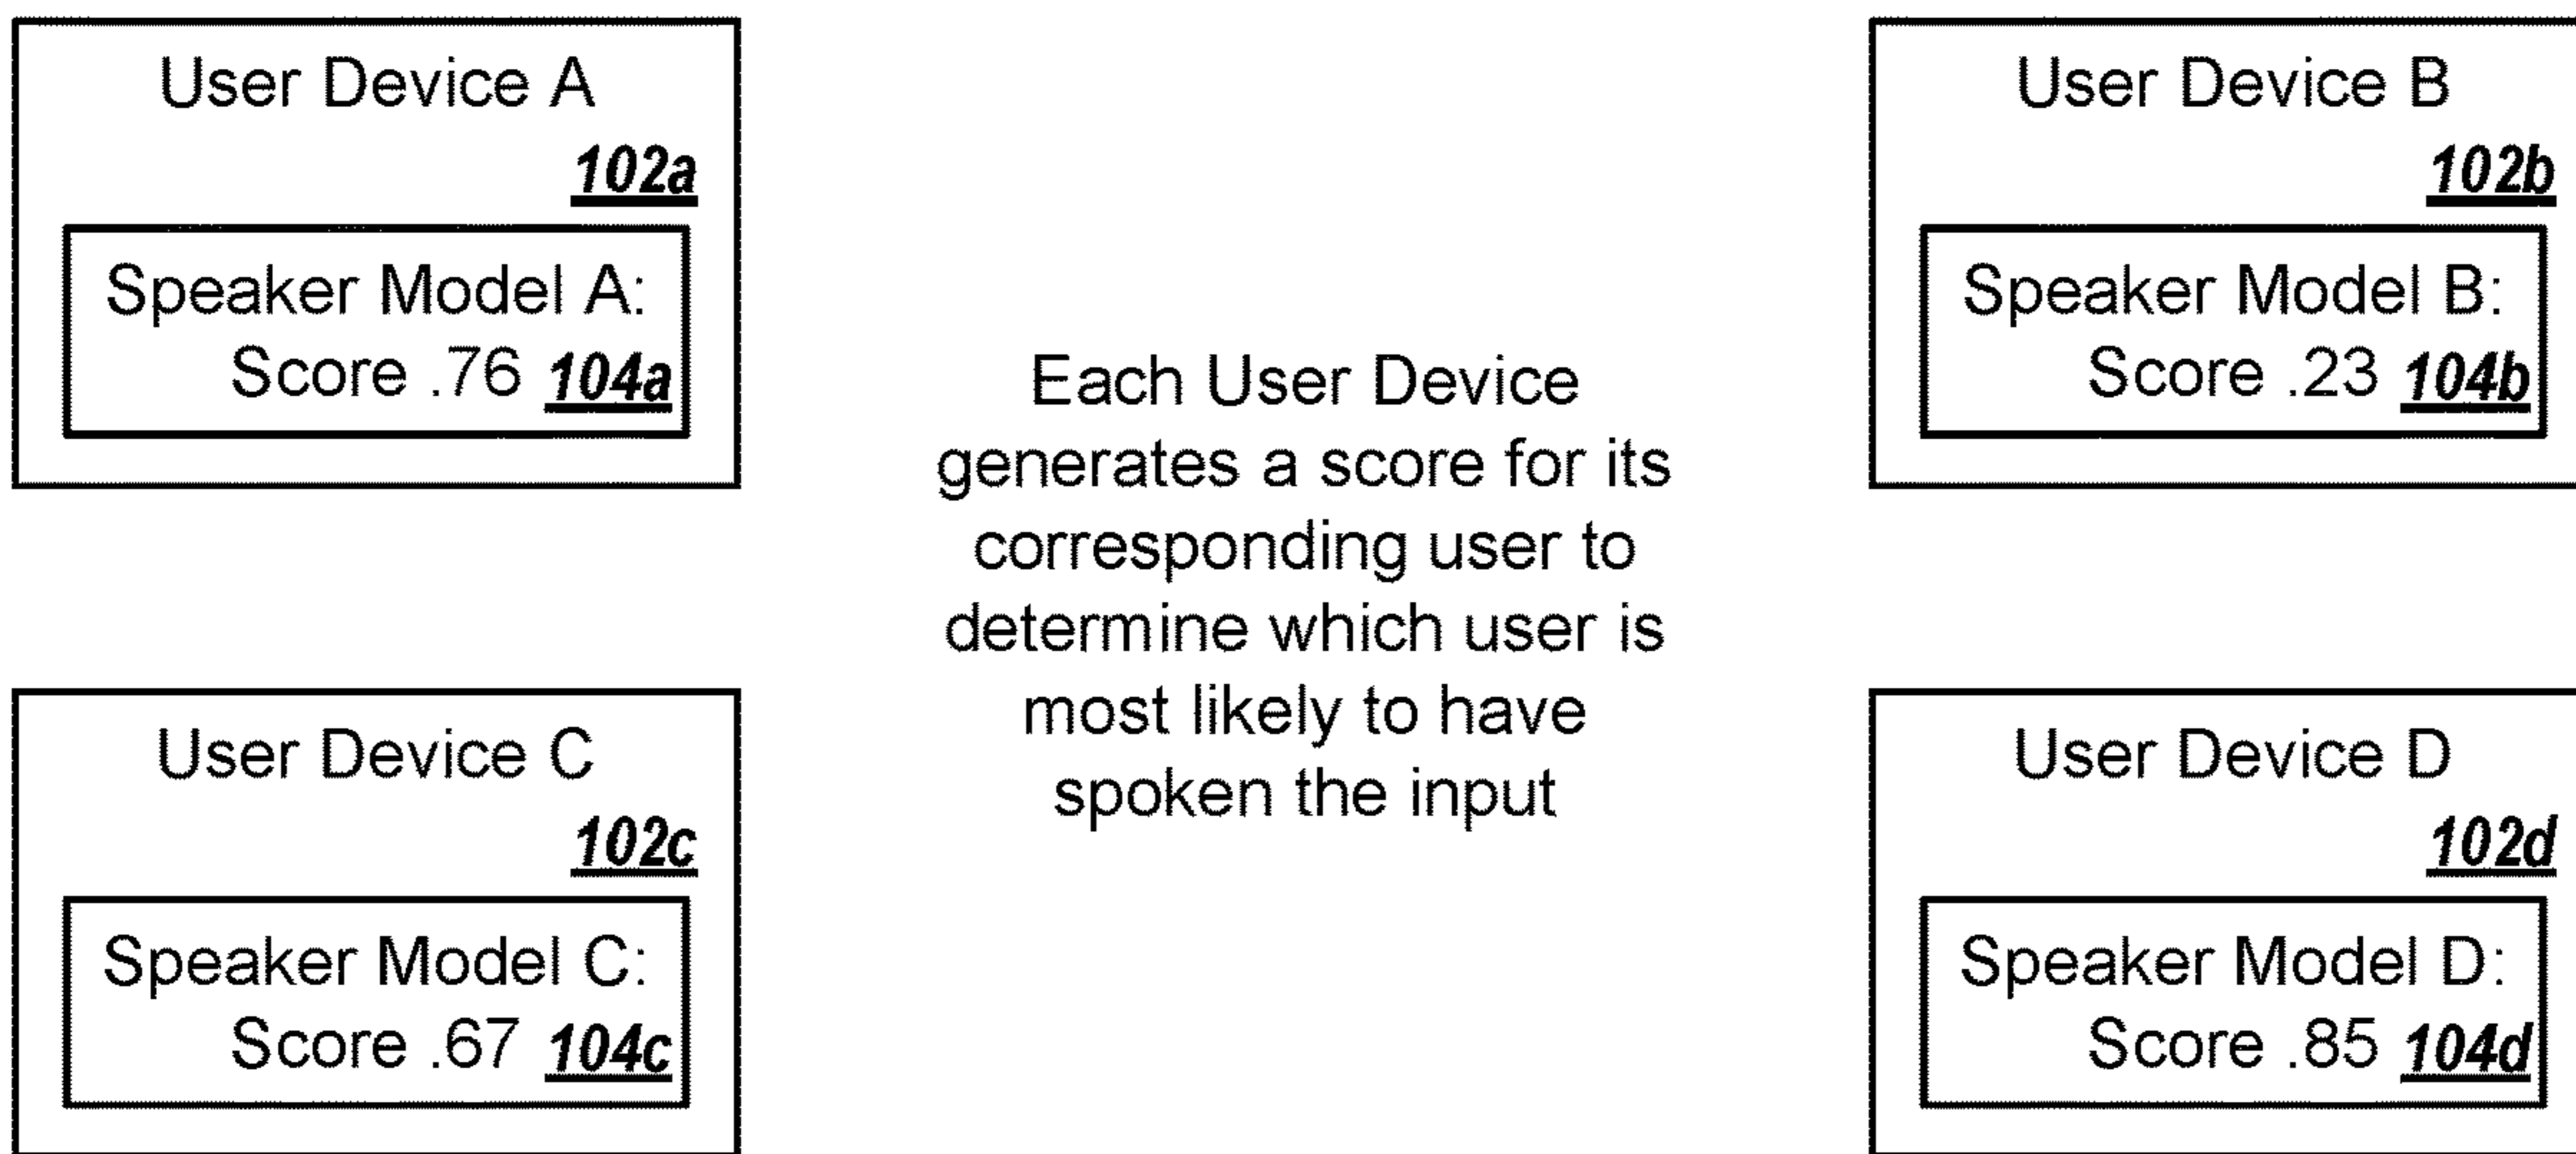 User Device A
102a
Speaker Model A:
Score .76 104a
User Device B
102b
Speaker Model B:
Score .23 104b
Each User Device
generates a score for its
corresponding user to
determine which user is
most likely to have
spoken the input
User Device C
102c
Speaker Model C:
Score .67 104c
User Device D
102d
Speaker Model D:
Score .85 104d